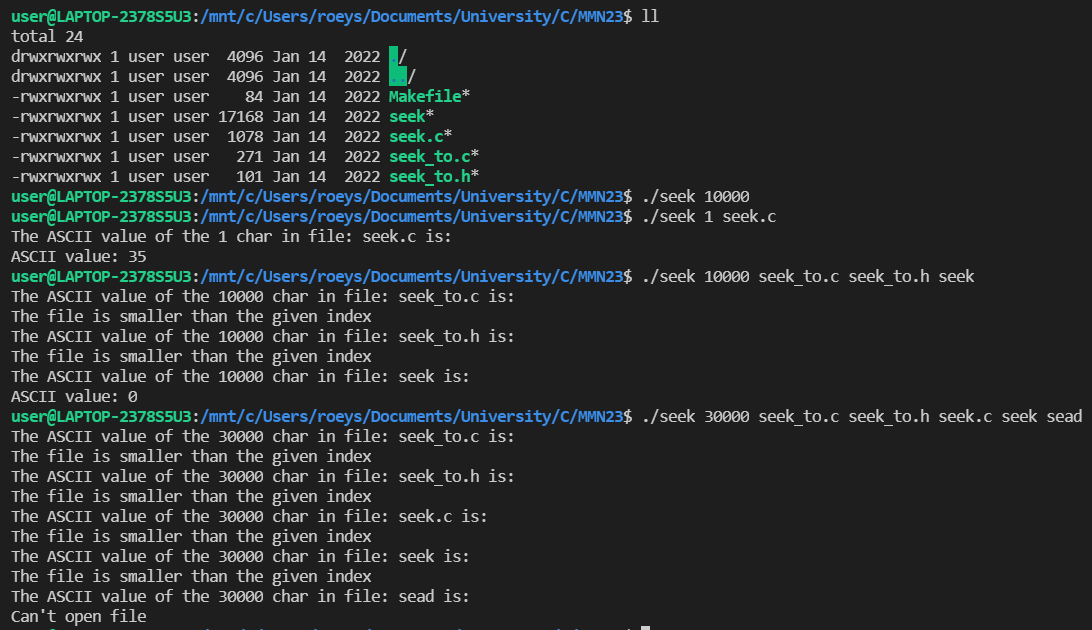 user@LAPTOP-2378S5U3:/mnt/c/Users/roeys/Documents/University/C/MMN23$ ll
total 24
drwxrwxrwx 1 user user  4096 Jan 14  2022 ./
drwxrwxrwx 1 user user  4096 Jan 14  2022 ../
-rwxrwxrwx 1 user user    84 Jan 14  2022 Makefile*
-rwxrwxrwx 1 user user 17168 Jan 14  2022 seek*
-rwxrwxrwx 1 user user  1078 Jan 14  2022 seek.c*
-rwxrwxrwx 1 user user   271 Jan 14  2022 seek_to.c*
-rwxrwxrwx 1 user user   101 Jan 14  2022 seek_to.h*
user@LAPTOP-2378S5U3:/mnt/c/Users/roeys/Documents/University/C/MMN23$ ./seek 10000
user@LAPTOP-2378S5U3:/mnt/c/Users/roeys/Documents/University/C/MMN23$ ./seek 1 seek.c
The ASCII value of the 1 char in file: seek.c is:
ASCII value: 35
user@LAPTOP-2378S5U3:/mnt/c/Users/roeys/Documents/University/C/MMN23$ ./seek 10000 seek_to.c seek_to.h seek
The ASCII value of the 10000 char in file: seek_to.c is:
The file is smaller than the given index
The ASCII value of the 10000 char in file: seek_to.h is:
The file is smaller than the given index
The ASCII value of the 10000 char in file: seek is:
ASCII value: 0
user@LAPTOP-2378S5U3:/mnt/c/Users/roeys/Documents/University/C/MMN23$ ./seek 30000 seek_to.c seek_to.h seek.c seek sead
The ASCII value of the 30000 char in file: seek_to.c is:
The file is smaller than the given index
The ASCII value of the 30000 char in file: seek_to.h is:
The file is smaller than the given index
The ASCII value of the 30000 char in file: seek.c is:
The file is smaller than the given index
The ASCII value of the 30000 char in file: seek is:
The file is smaller than the given index
The ASCII value of the 30000 char in file: sead is:
Can't open file